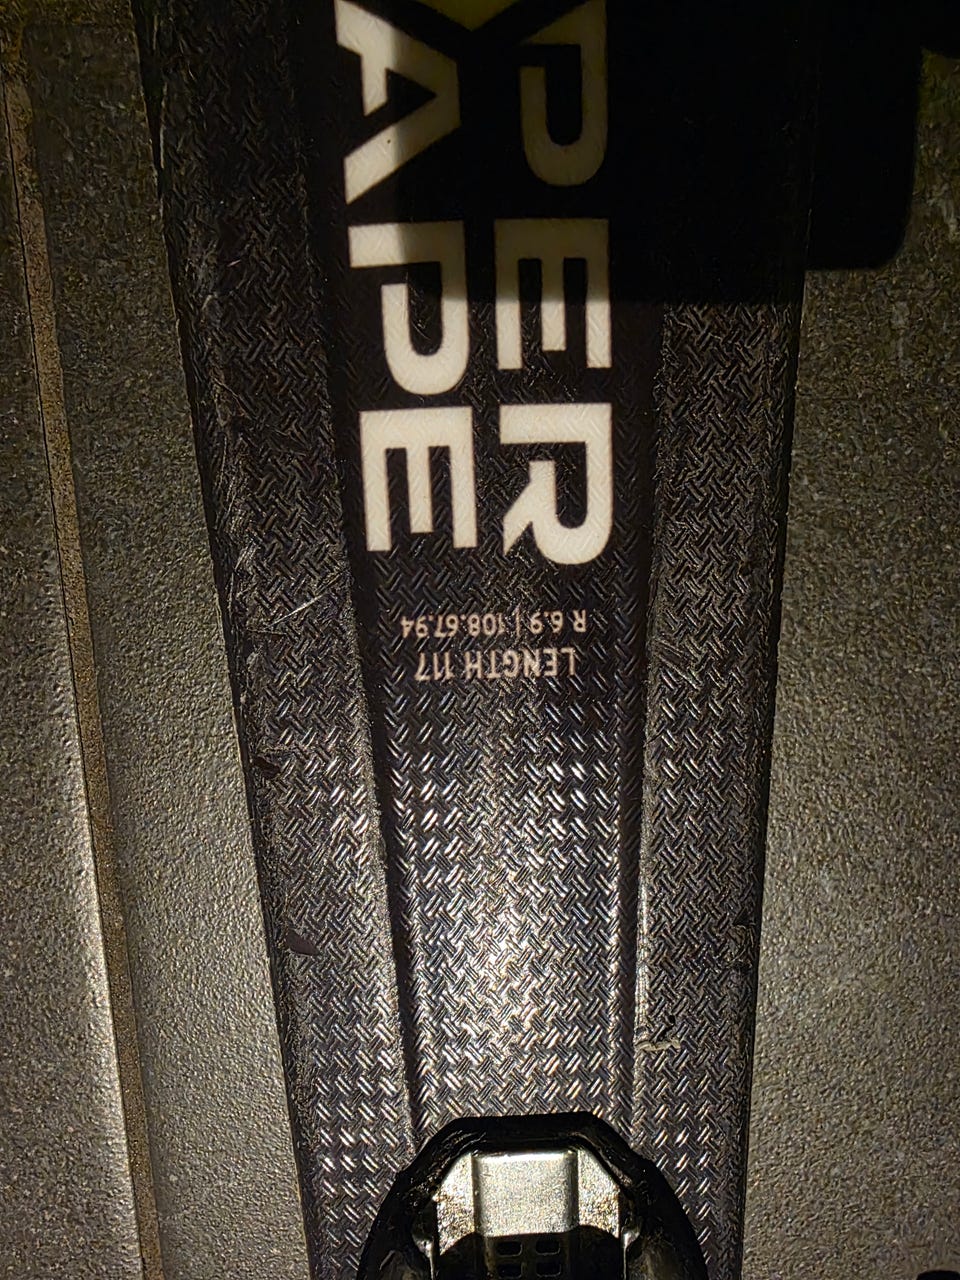 PER
APE
LENGTH 117
R 6.9 | 108.67.94